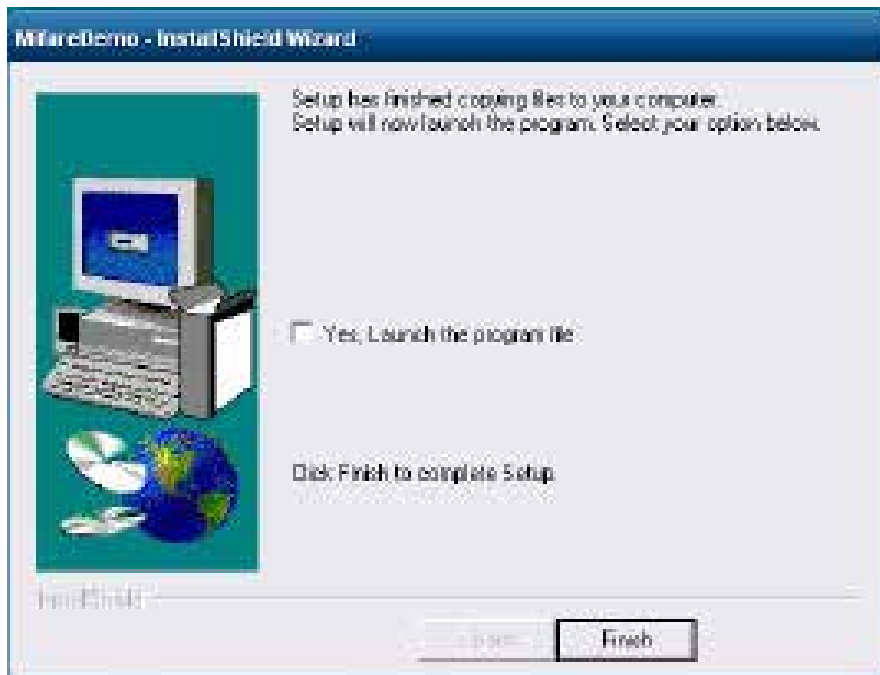 MifareDemo - InstallShield Wizard
Setup has finished copying files to your computer.
Setup will now launch the program. Select your option below.
Yes, Launch the program file
Click Finish to complete Setup.
InstallShield
Finish